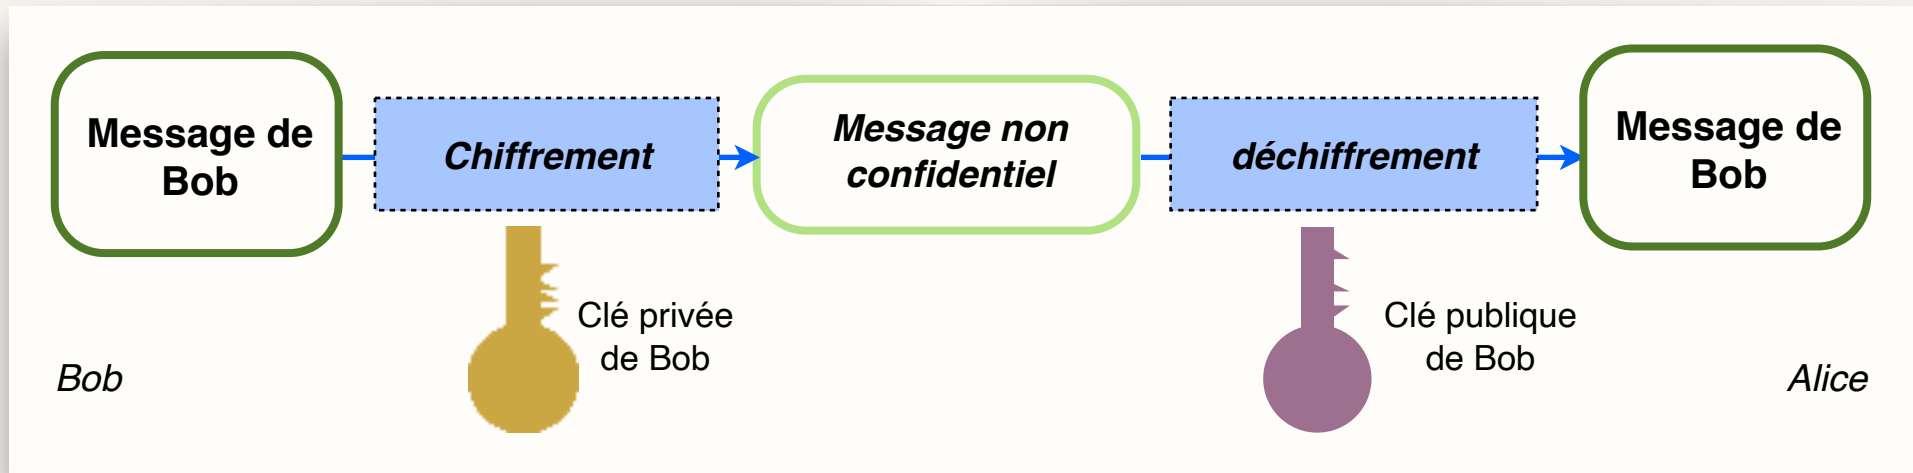 Message de
Bob
Chiffrement
Message non
confidentiel
déchiffrement
Message de
Bob
Clé privée
de Bob
Clé publique
de Bob
Bob
Alice